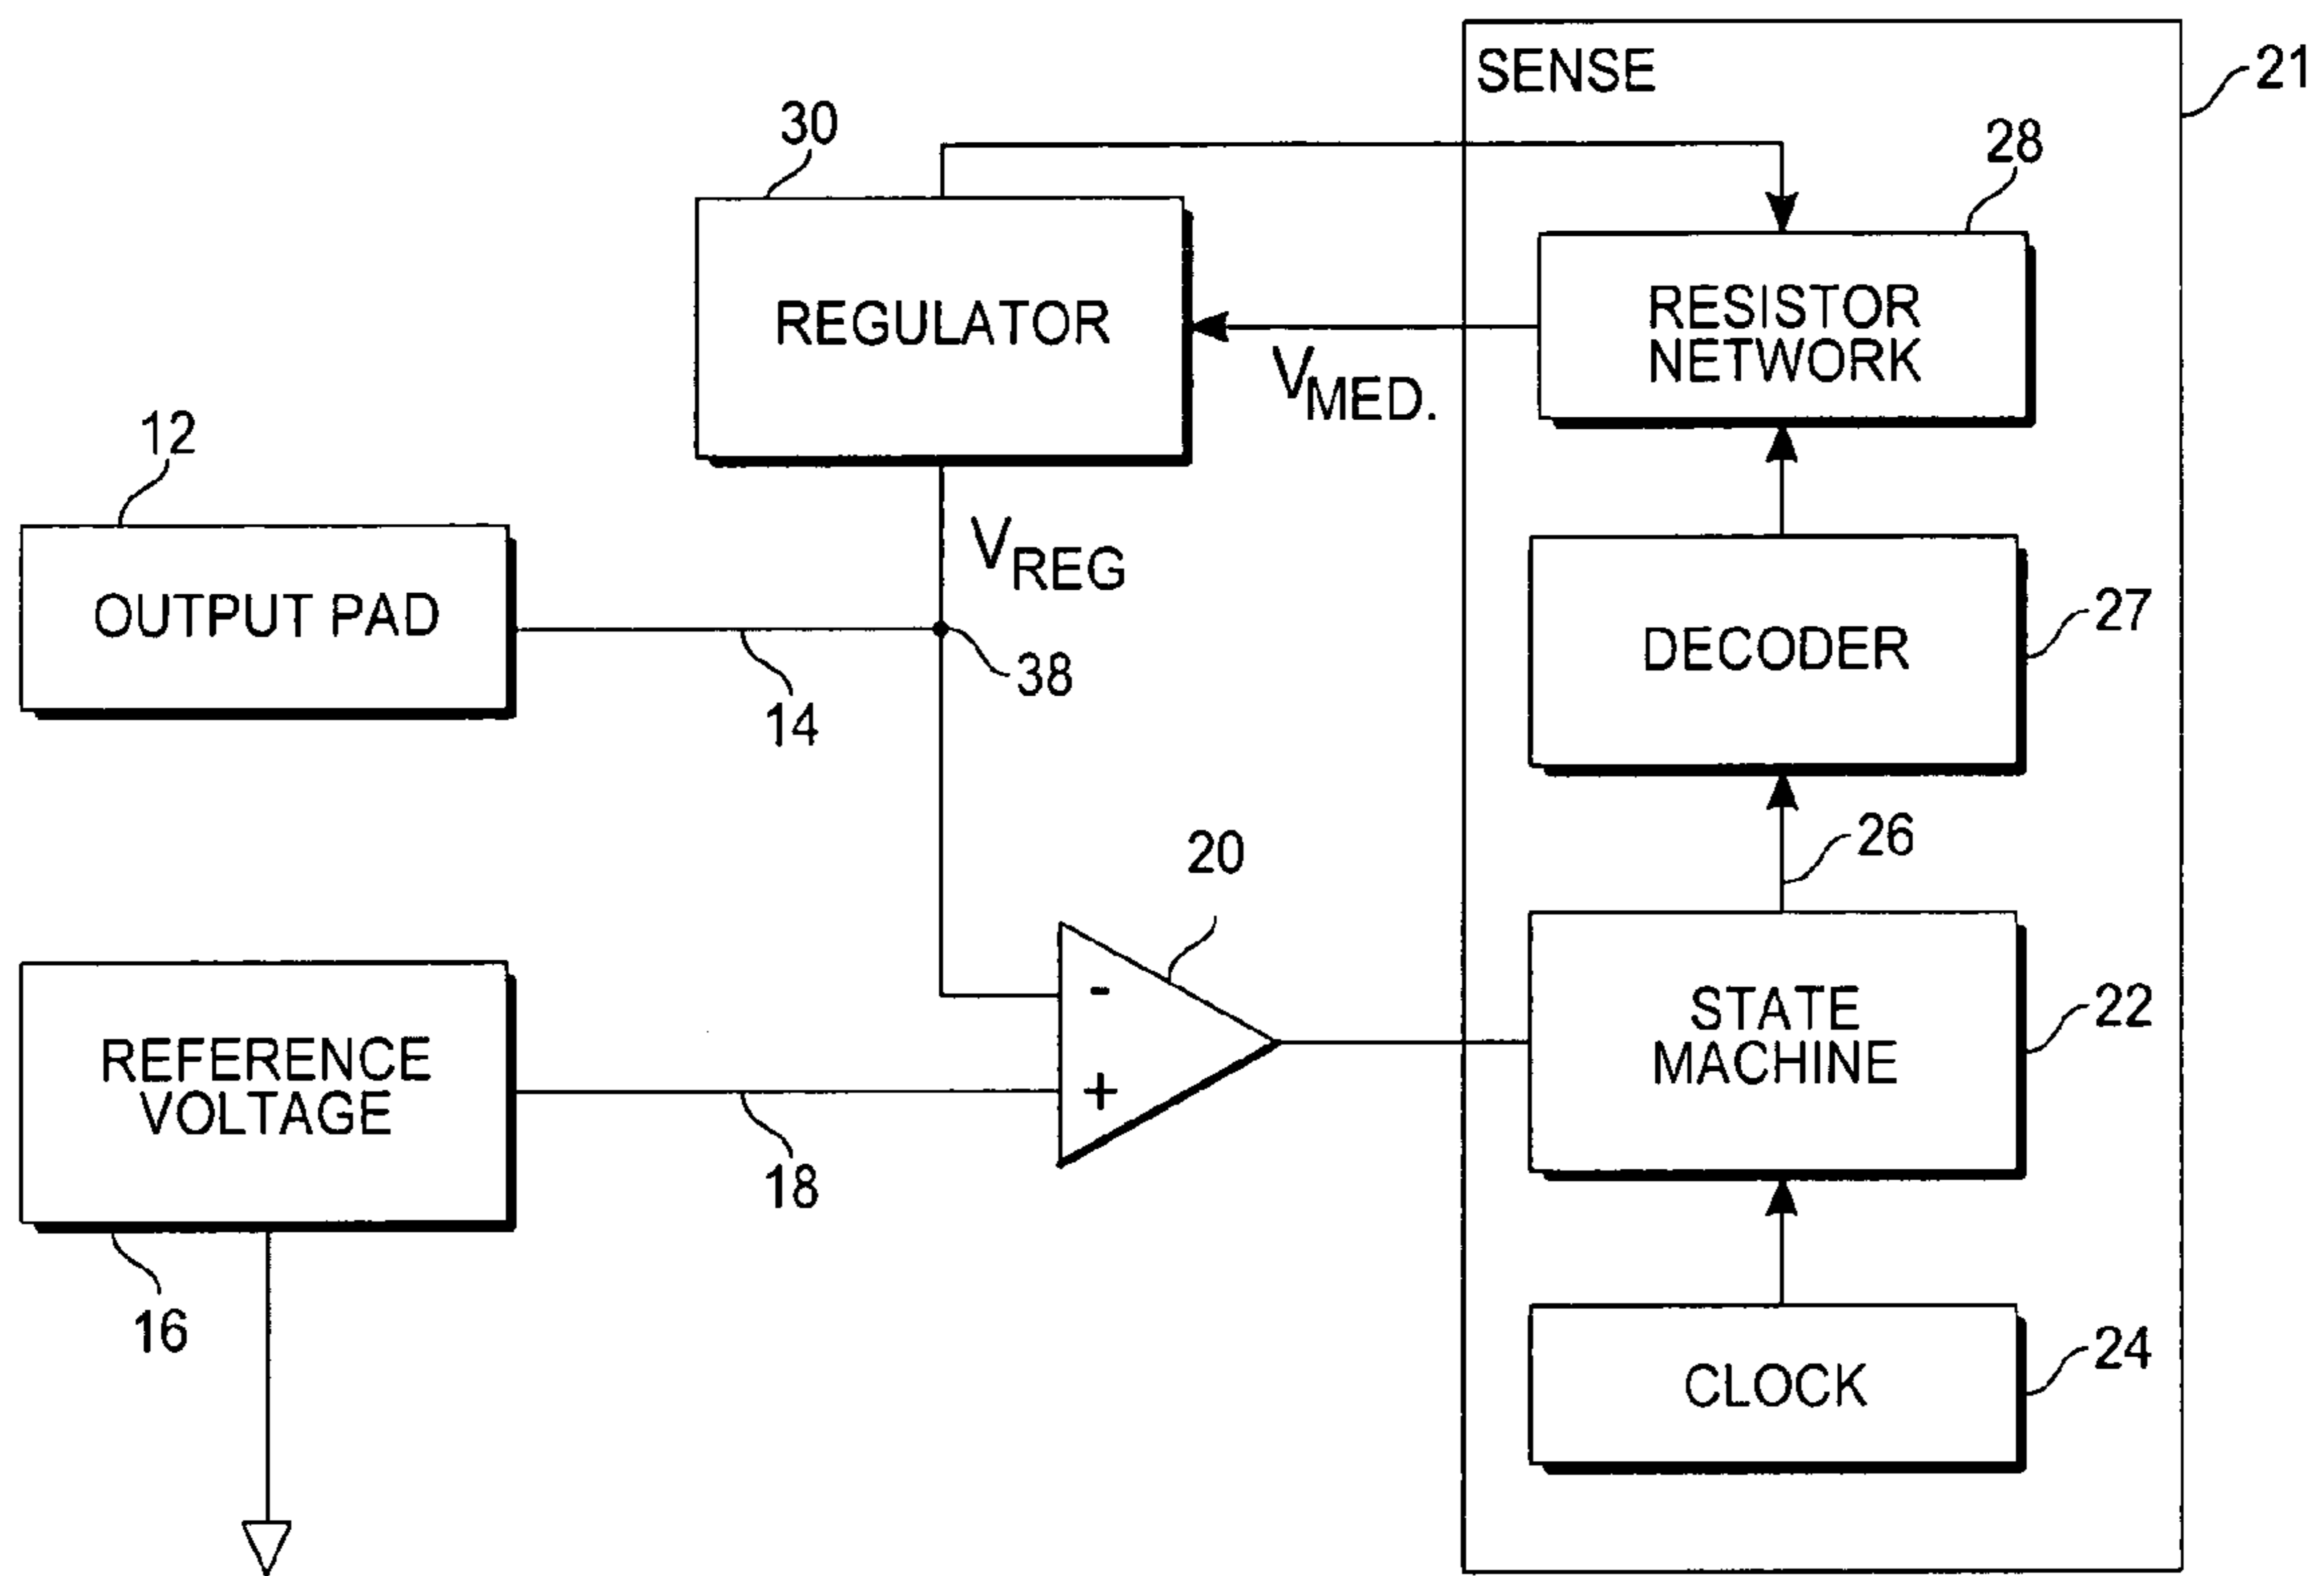 SENSE
21
30
28
REGULATOR
RESISTOR
NETWORK
V MED.
12
V REG
OUTPUT PAD
DECODER
27
38
14
26
20
-
STATE
MACHINE
22
REFERENCE
VOLTAGE
+
18
16
CLOCK
24